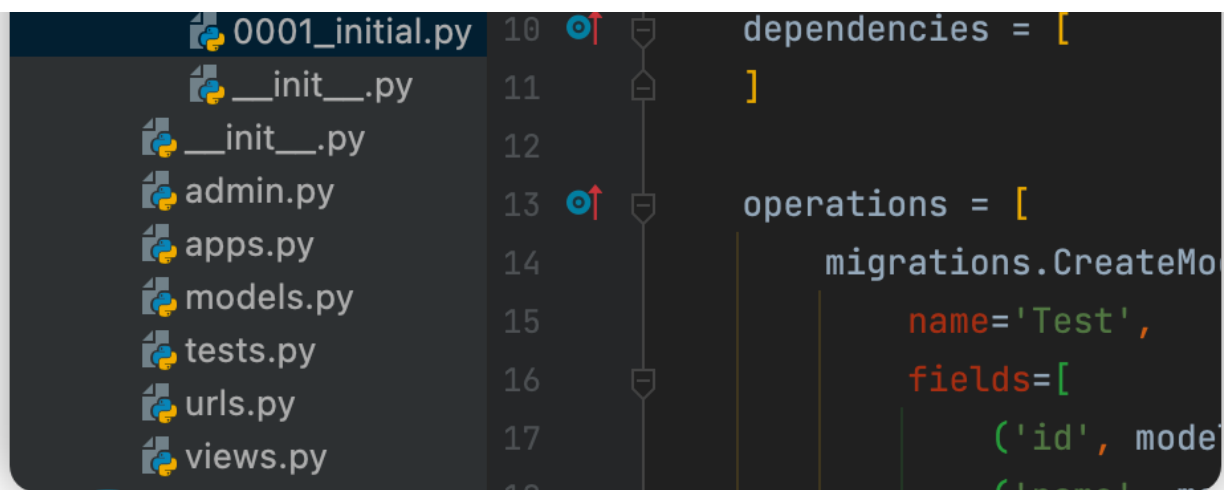 0001_initial.py
__init__.py
__init__.py
admin.py
apps.py
models.py
tests.py
urls.py
views.py
10 dependencies = [
11 ]
12
13 operations = [
14 migrations.CreateMo
15 name='Test',
16 fields=[
17 ('id', mode